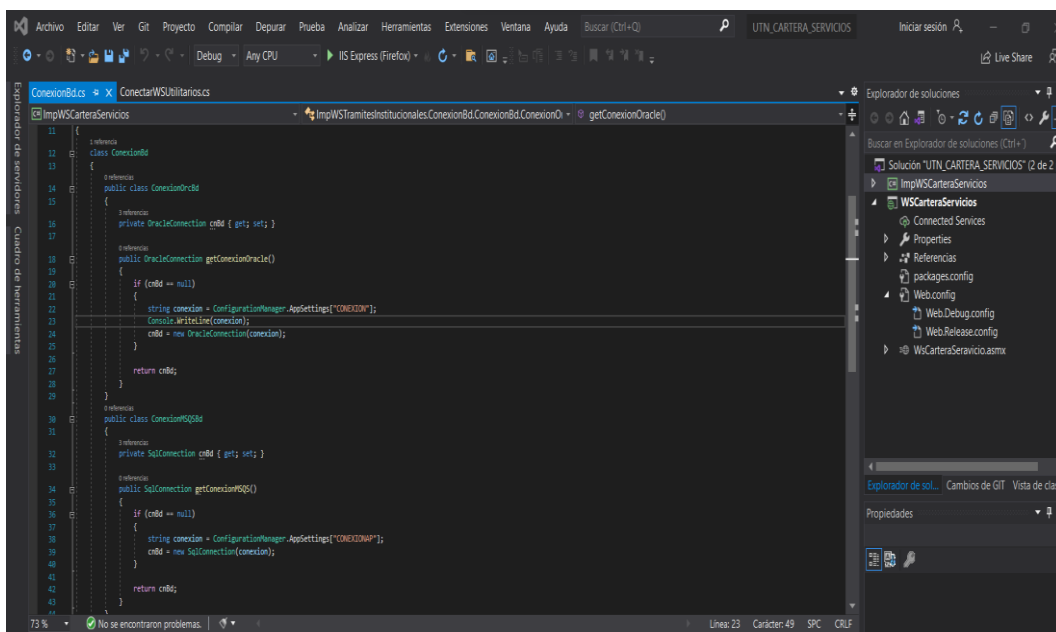 Archivo Editar Ver Git Proyecto Compilar Depurar Prueba Analizar Herramientas Extensiones Ventana Ayuda Buscar (Ctrl+Q) UTN_CARTERA_SERVICIOS Iniciar sesión
Debug Any CPU IIS Express (Firefox) Live Share
Explorador de servidores
Cuadro de herramientas
ConexionBd.cs ConectarWSUtilitarios.cs
ImpWSCarteraServicios ImpWSTramitesInstitucionales.ConexionBd.ConexionBd.ConexionO getConexionOracle()
11 {
1 referencia
12 class ConexionBd
13 {
0 referencias
14 public class ConexionOrcBd
15 {
3 referencias
16 private OracleConnection cnBd { get; set; }
17
0 referencias
18 public OracleConnection getConexionOracle()
19 {
20 if (cnBd == null)
21 {
22 string conexion = ConfigurationManager.AppSettings["CONEXION"];
23 Console.WriteLine(conexion);
24 cnBd = new OracleConnection(conexion);
25 }
26
27 return cnBd;
28 }
29 }
0 referencias
30 public class ConexionMSQSBd
31 {
3 referencias
32 private SqlConnection cnBd { get; set; }
33
0 referencias
34 public SqlConnection getConexionMSQS()
35 {
36 if (cnBd == null)
37 {
38 string conexion = ConfigurationManager.AppSettings["CONEXIONAP"];
39 cnBd = new SqlConnection(conexion);
40 }
41
42 return cnBd;
43 }
44 }
73 % No se encontraron problemas. Línea: 23 Carácter: 49 SPC CRLF
Explorador de soluciones
Buscar en Explorador de soluciones (Ctrl+´)
Solución "UTN_CARTERA_SERVICIOS" (2 de 2
ImpWSCarteraServicios
WSCarteraServicios
Connected Services
Properties
Referencias
packages.config
Web.config
Web.Debug.config
Web.Release.config
WsCarteraSeravicio.asmx
Explorador de sol... Cambios de GIT Vista de clas
Propiedades